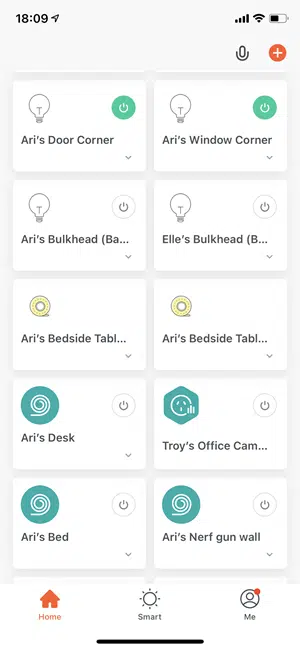 18:09
Ari's Door Corner
Ari's Window Corner
Ari's Bulkhead (Ba...
Elle's Bulkhead (B...
Ari's Bedside Tabl...
Ari's Bedside Tabl...
Ari's Desk
Troy's Office Cam...
Ari's Bed
Ari's Nerf gun wall
Home
Smart
Me